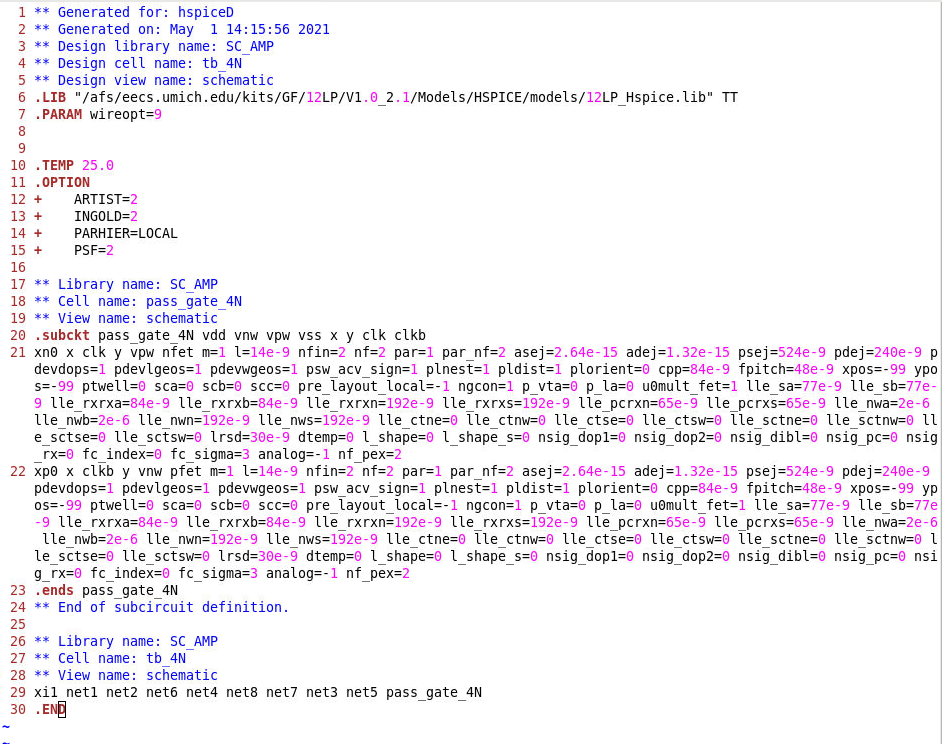 1 ** Generated for: hspiceD
2 ** Generated on: May  1 14:15:56 2021
3 ** Design library name: SC_AMP
4 ** Design cell name: tb_4N
5 ** Design view name: schematic
6 .LIB "/afs/eecs.umich.edu/kits/GF/12LP/V1.0_2.1/Models/HSPICE/models/12LP_Hspice.lib" TT
7 .PARAM wireopt=9
8
9
10 .TEMP 25.0
11 .OPTION
12 +    ARTIST=2
13 +    INGOLD=2
14 +    PARHIER=LOCAL
15 +    PSF=2
16
17 ** Library name: SC_AMP
18 ** Cell name: pass_gate_4N
19 ** View name: schematic
20 .subckt pass_gate_4N vdd vnw vpw vss x y clk clkb
21 xn0 x clk y vpw nfet m=1 l=14e-9 nfin=2 nf=2 par=1 par_nf=2 asej=2.64e-15 adej=1.32e-15 psej=524e-9 pdej=240e-9 p
devdops=1 pdevlgeos=1 pdevwgeos=1 psw_acv_sign=1 plnest=1 pldist=1 plorient=0 cpp=84e-9 fpitch=48e-9 xpos=-99 ypo
s=-99 ptwell=0 sca=0 scb=0 scc=0 pre_layout_local=-1 ngcon=1 p_vta=0 p_la=0 u0mult_fet=1 lle_sa=77e-9 lle_sb=77e-
9 lle_rxrxa=84e-9 lle_rxrxb=84e-9 lle_rxrxn=192e-9 lle_rxrxs=192e-9 lle_pcrxn=65e-9 lle_pcrxs=65e-9 lle_nwa=2e-6
lle_nwb=2e-6 lle_nwn=192e-9 lle_nws=192e-9 lle_ctne=0 lle_ctnw=0 lle_ctse=0 lle_ctsw=0 lle_sctne=0 lle_sctnw=0 ll
e_sctse=0 lle_sctsw=0 lrsd=30e-9 dtemp=0 l_shape=0 l_shape_s=0 nsig_dop1=0 nsig_dop2=0 nsig_dibl=0 nsig_pc=0 nsig
_rx=0 fc_index=0 fc_sigma=3 analog=-1 nf_pex=2
22 xp0 x clkb y vnw pfet m=1 l=14e-9 nfin=2 nf=2 par=1 par_nf=2 asej=2.64e-15 adej=1.32e-15 psej=524e-9 pdej=240e-9
pdevdops=1 pdevlgeos=1 pdevwgeos=1 psw_acv_sign=1 plnest=1 pldist=1 plorient=0 cpp=84e-9 fpitch=48e-9 xpos=-99 yp
os=-99 ptwell=0 sca=0 scb=0 scc=0 pre_layout_local=-1 ngcon=1 p_vta=0 p_la=0 u0mult_fet=1 lle_sa=77e-9 lle_sb=77e
-9 lle_rxrxa=84e-9 lle_rxrxb=84e-9 lle_rxrxn=192e-9 lle_rxrxs=192e-9 lle_pcrxn=65e-9 lle_pcrxs=65e-9 lle_nwa=2e-6
lle_nwb=2e-6 lle_nwn=192e-9 lle_nws=192e-9 lle_ctne=0 lle_ctnw=0 lle_ctse=0 lle_ctsw=0 lle_sctne=0 lle_sctnw=0 l
le_sctse=0 lle_sctsw=0 lrsd=30e-9 dtemp=0 l_shape=0 l_shape_s=0 nsig_dop1=0 nsig_dop2=0 nsig_dibl=0 nsig_pc=0 nsi
g_rx=0 fc_index=0 fc_sigma=3 analog=-1 nf_pex=2
23 .ends pass_gate_4N
24 ** End of subcircuit definition.
25
26 ** Library name: SC_AMP
27 ** Cell name: tb_4N
28 ** View name: schematic
29 xi1 net1 net2 net6 net4 net8 net7 net3 net5 pass_gate_4N
30 .END
~
~